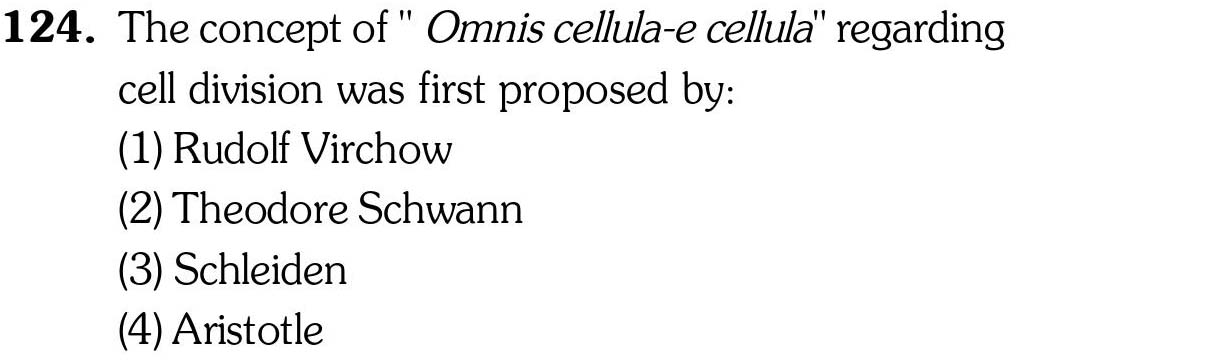 124. The concept of " Omnis cellula-e cellula" regarding
cell division was first proposed by:
(1) Rudolf Virchow
(2) Theodore Schwann
(3) Schleiden
(4) Aristotle